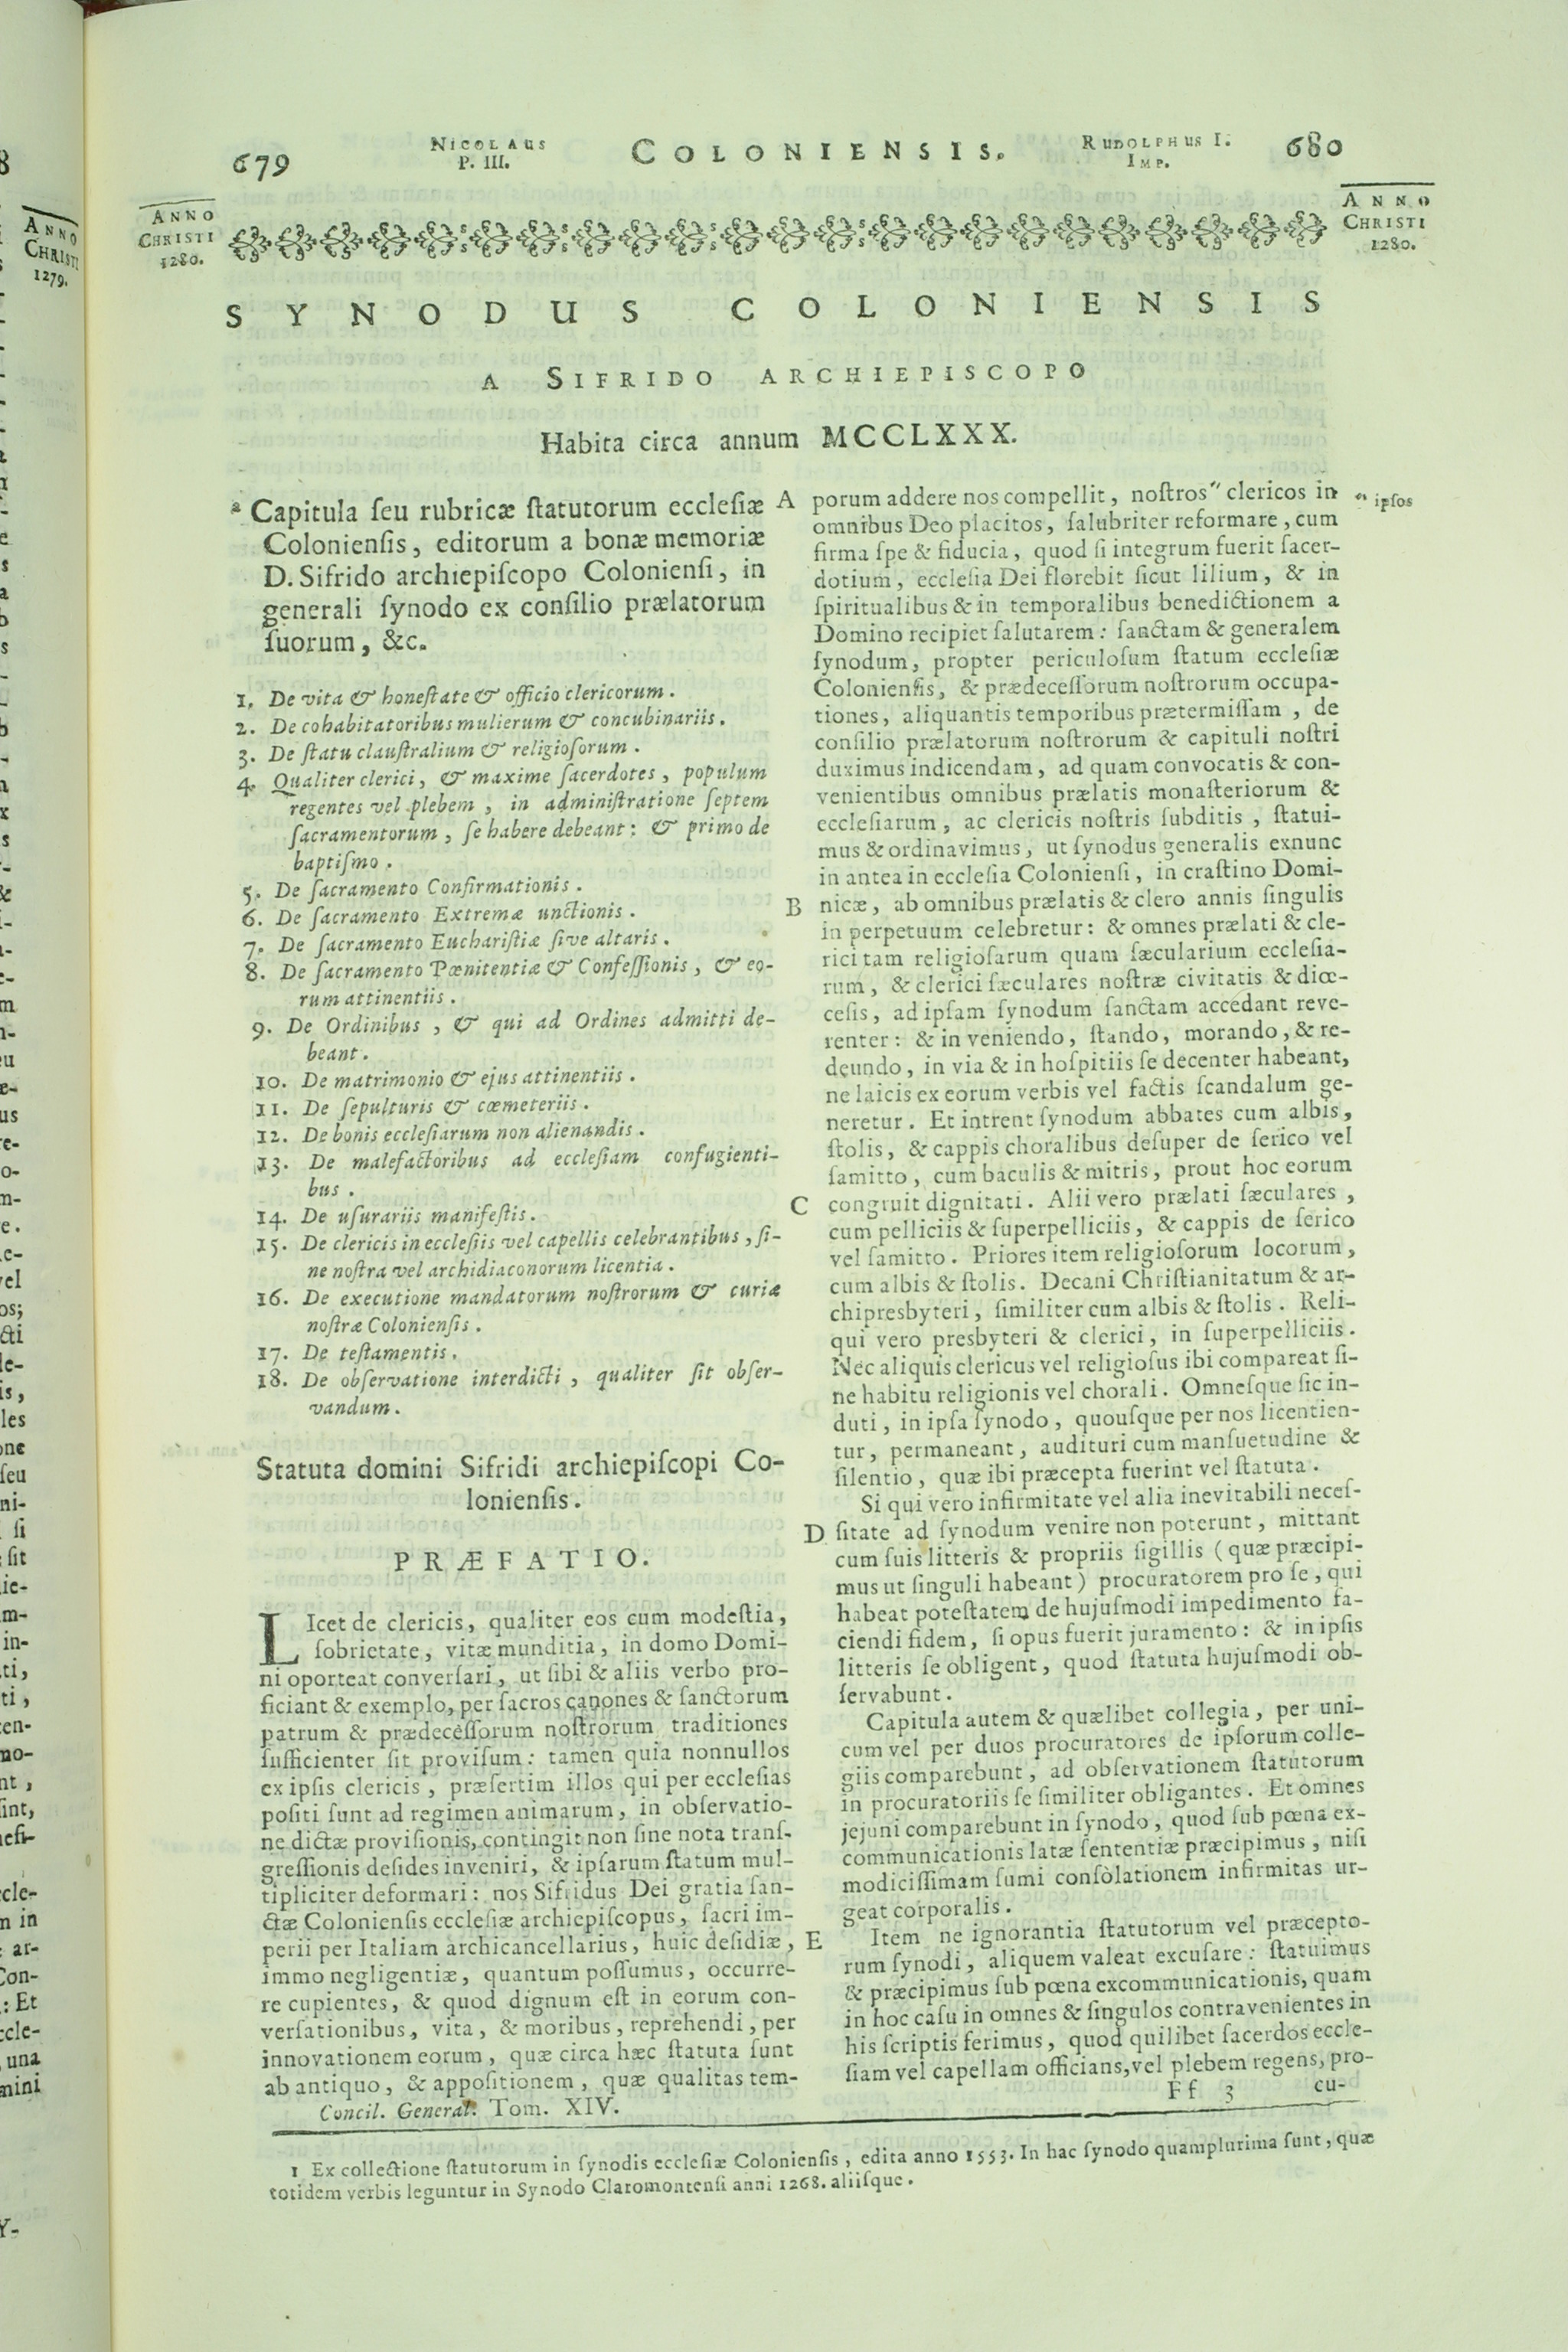 679
NICOLAUS
P. III.
COLONIENSIS.
RUDOLPHUS I.
IMP.
680
ANNO
CHRISTI
1279.
ANNO
CHRISTI
1280.
ANNO
CHRISTI
1280.
SYNODUS COLONIENSIS
A SIFRIDO ARCHIEPISCOPO
Habita circa annum MCCLXXX.
Capitula ſeu rubricæ ſtatutorum eccleſiæ
Colonienſis, editorum a bonæ memoriæ
D. Sifrido archiepiſcopo Colonienſi, in
generali ſynodo ex conſilio prælatorum
ſuorum, &c.
1. De vita & honeſtate & officio clericorum.
2. De cohabitatoribus mulierum & concubinariis.
3. De ſtatu clauſtralium & religioſorum.
4. Qualiter clerici, & maxime ſacerdotes, populum
regentes vel plebem, in adminiſtratione ſeptem
ſacramentorum, ſe habere debeant: & primo de
baptiſmo.
5. De ſacramento Confirmationis.
6. De ſacramento Extremæ unctionis.
7. De ſacramento Euchariſtiæ ſive altaris.
8. De ſacramento Pœnitentiæ & Confeſſionis, & eo-
rum attinentiis.
9. De Ordinibus, & qui ad Ordines admitti de-
beant.
10. De matrimonio & ejus attinentiis.
11. De ſepulturis & cœmeteriis.
12. De bonis eccleſiarum non alienandis.
13. De malefactoribus ad eccleſiam confugienti-
bus.
14. De uſurariis manifeſtis.
15. De clericis in eccleſiis vel capellis celebrantibus, ſi-
ne noſtra vel archidiaconorum licentia.
16. De executione mandatorum noſtrorum & curiæ
noſtræ Colonienſis.
17. De teſtamentis.
18. De obſervatione interdicti, qualiter ſit obſer-
vandum.
Statuta domini Sifridi archiepiſcopi Co-
lonienſis.
PRÆFATIO.
LIcet de clericis, qualiter eos cum modeſtia,
ſobrietate, vitæ munditia, in domo Domi-
ni oporteat converſari, ut ſibi & aliis verbo pro-
ficiant & exemplo, per ſacros canones & ſanctorum
patrum & prædeceſſorum noſtrorum traditiones
ſufficienter ſit proviſum: tamen quia nonnullos
ex ipſis clericis, præſertim illos qui per eccleſias
poſiti ſunt ad regimen animarum, in obſervatio-
ne dictæ proviſionis, contingit non ſine nota tranſ-
greſſionis deſides inveniri, & ipſarum ſtatum mul-
tipliciter deformari: nos Sifridus Dei gratia ſan-
ctæ Colonienſis eccleſiæ archiepiſcopus, ſacri im-
perii per Italiam archicancellarius, huic deſidiæ,
immo negligentiæ, quantum poſſumus, occurre-
re cupientes, & quod dignum eſt in eorum con-
verſationibus, vita, & moribus, reprehendi, per
innovationem eorum, quæ circa hæc ſtatuta ſunt
ab antiquo, & appoſitionem, quæ qualitas tem-
Concil. General. Tom. XIV.
A porum addere nos compellit, noſtros" clericos in
" ipſos
omnibus Deo placitos, ſalubriter reformare, cum
firma ſpe & fiducia, quod ſi integrum fuerit ſacer-
dotium, eccleſia Dei florebit ſicut lilium, & in
ſpiritualibus & in temporalibus benedictionem a
Domino recipiet ſalutarem: ſanctam & generalem
ſynodum, propter periculoſum ſtatum eccleſiæ
Colonienſis, & prædeceſſorum noſtrorum occupa-
tiones, aliquantis temporibus prætermiſſam, de
conſilio prælatorum noſtrorum & capituli noſtri
duximus indicendam, ad quam convocatis & con-
venientibus omnibus prælatis monaſteriorum &
eccleſiarum, ac clericis noſtris ſubditis, ſtatui-
mus & ordinavimus, ut ſynodus generalis exnunc
in antea in eccleſia Colonienſi, in craſtino Domi-
B nicæ, ab omnibus prælatis & clero annis ſingulis
in perpetuum celebretur: & omnes prælati & cle-
rici tam religioſarum quam ſæcularium eccleſia-
rum, & clerici ſæculares noſtræ civitatis & diœ-
ceſis, ad ipſam ſynodum ſanctam accedant reve-
renter: & in veniendo, ſtando, morando, & re-
deundo, in via & in hoſpitiis ſe decenter habeant,
ne laicis ex eorum verbis vel factis ſcandalum ge-
neretur. Et intrent ſynodum abbates cum albis,
ſtolis, & cappis choralibus deſuper de ſerico vel
ſamitto, cum baculis & mitris, prout hoc eorum
C congruit dignitati. Alii vero prælati ſæculares,
cum pelliciis & ſuperpelliciis, & cappis de ſerico
vel ſamitto. Priores item religioſorum locorum,
cum albis & ſtolis. Decani Chriſtianitatum & ar-
chipresbyteri, ſimiliter cum albis & ſtolis. Reli-
qui vero presbyteri & clerici, in ſuperpelliciis.
Nec aliquis clericus vel religioſus ibi compareat ſi-
ne habitu religionis vel chorali. Omneſque ſic in-
duti, in ipſa ſynodo, quouſque per nos licentien-
tur, permaneant, audituri cum manſuetudine &
ſilentio, quæ ibi præcepta fuerint vel ſtatuta.
Si qui vero infirmitate vel alia inevitabili neceſ-
D ſitate ad ſynodum venire non poterunt, mittant
cum ſuis litteris & propriis ſigillis (quæ præcipi-
mus ut ſinguli habeant) procuratorem pro ſe, qui
habeat poteſtatem de hujuſmodi impedimento fa-
ciendi fidem, ſi opus fuerit juramento: & in ipſis
litteris ſe obligent, quod ſtatuta hujuſmodi ob-
ſervabunt.
Capitula autem & quælibet collegia, per uni-
cum vel per duos procuratores de ipſorum colle-
giis comparebunt, ad obſervationem ſtatutorum
in procuratoriis ſe ſimiliter obligantes. Et omnes
jejuni comparebunt in ſynodo, quod ſub pœna ex-
communicationis latæ ſententiæ præcipimus, niſi
modiciſſimam ſumi conſòlationem infirmitas ur-
geat corporalis.
E Item ne ignorantia ſtatutorum vel præcepto-
rum ſynodi, aliquem valeat excuſare: ſtatuimus
& præcipimus ſub pœna excommunicationis, quam
in hoc caſu in omnes & ſingulos contravenientes in
his ſcriptis ferimus, quod quilibet ſacerdos eccle-
ſiam vel capellam officians, vel plebem regens, pro-
Ff 3 cu-
1 Ex collectione ſtatutorum in ſynodis eccleſiæ Colonienſis, edita anno 1553. In hac ſynodo quamplurima ſunt, quæ
totidem verbis leguntur in Synodo Claromontenſi anni 1268. aliiſque.